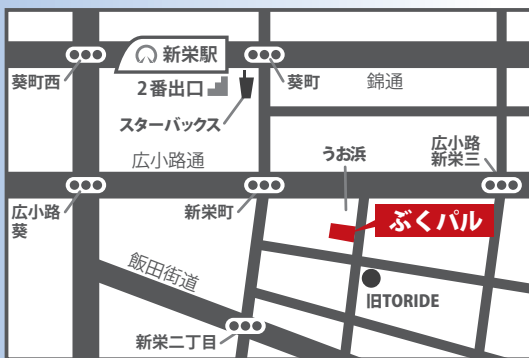 新栄駅
葵町西
2番出口
葵町
錦通
スターバックス
広小路通
うお浜
広小路
新栄三
広小路
葵
新栄町
ぶくパル
飯田街道
旧TORIDE
新栄二丁目